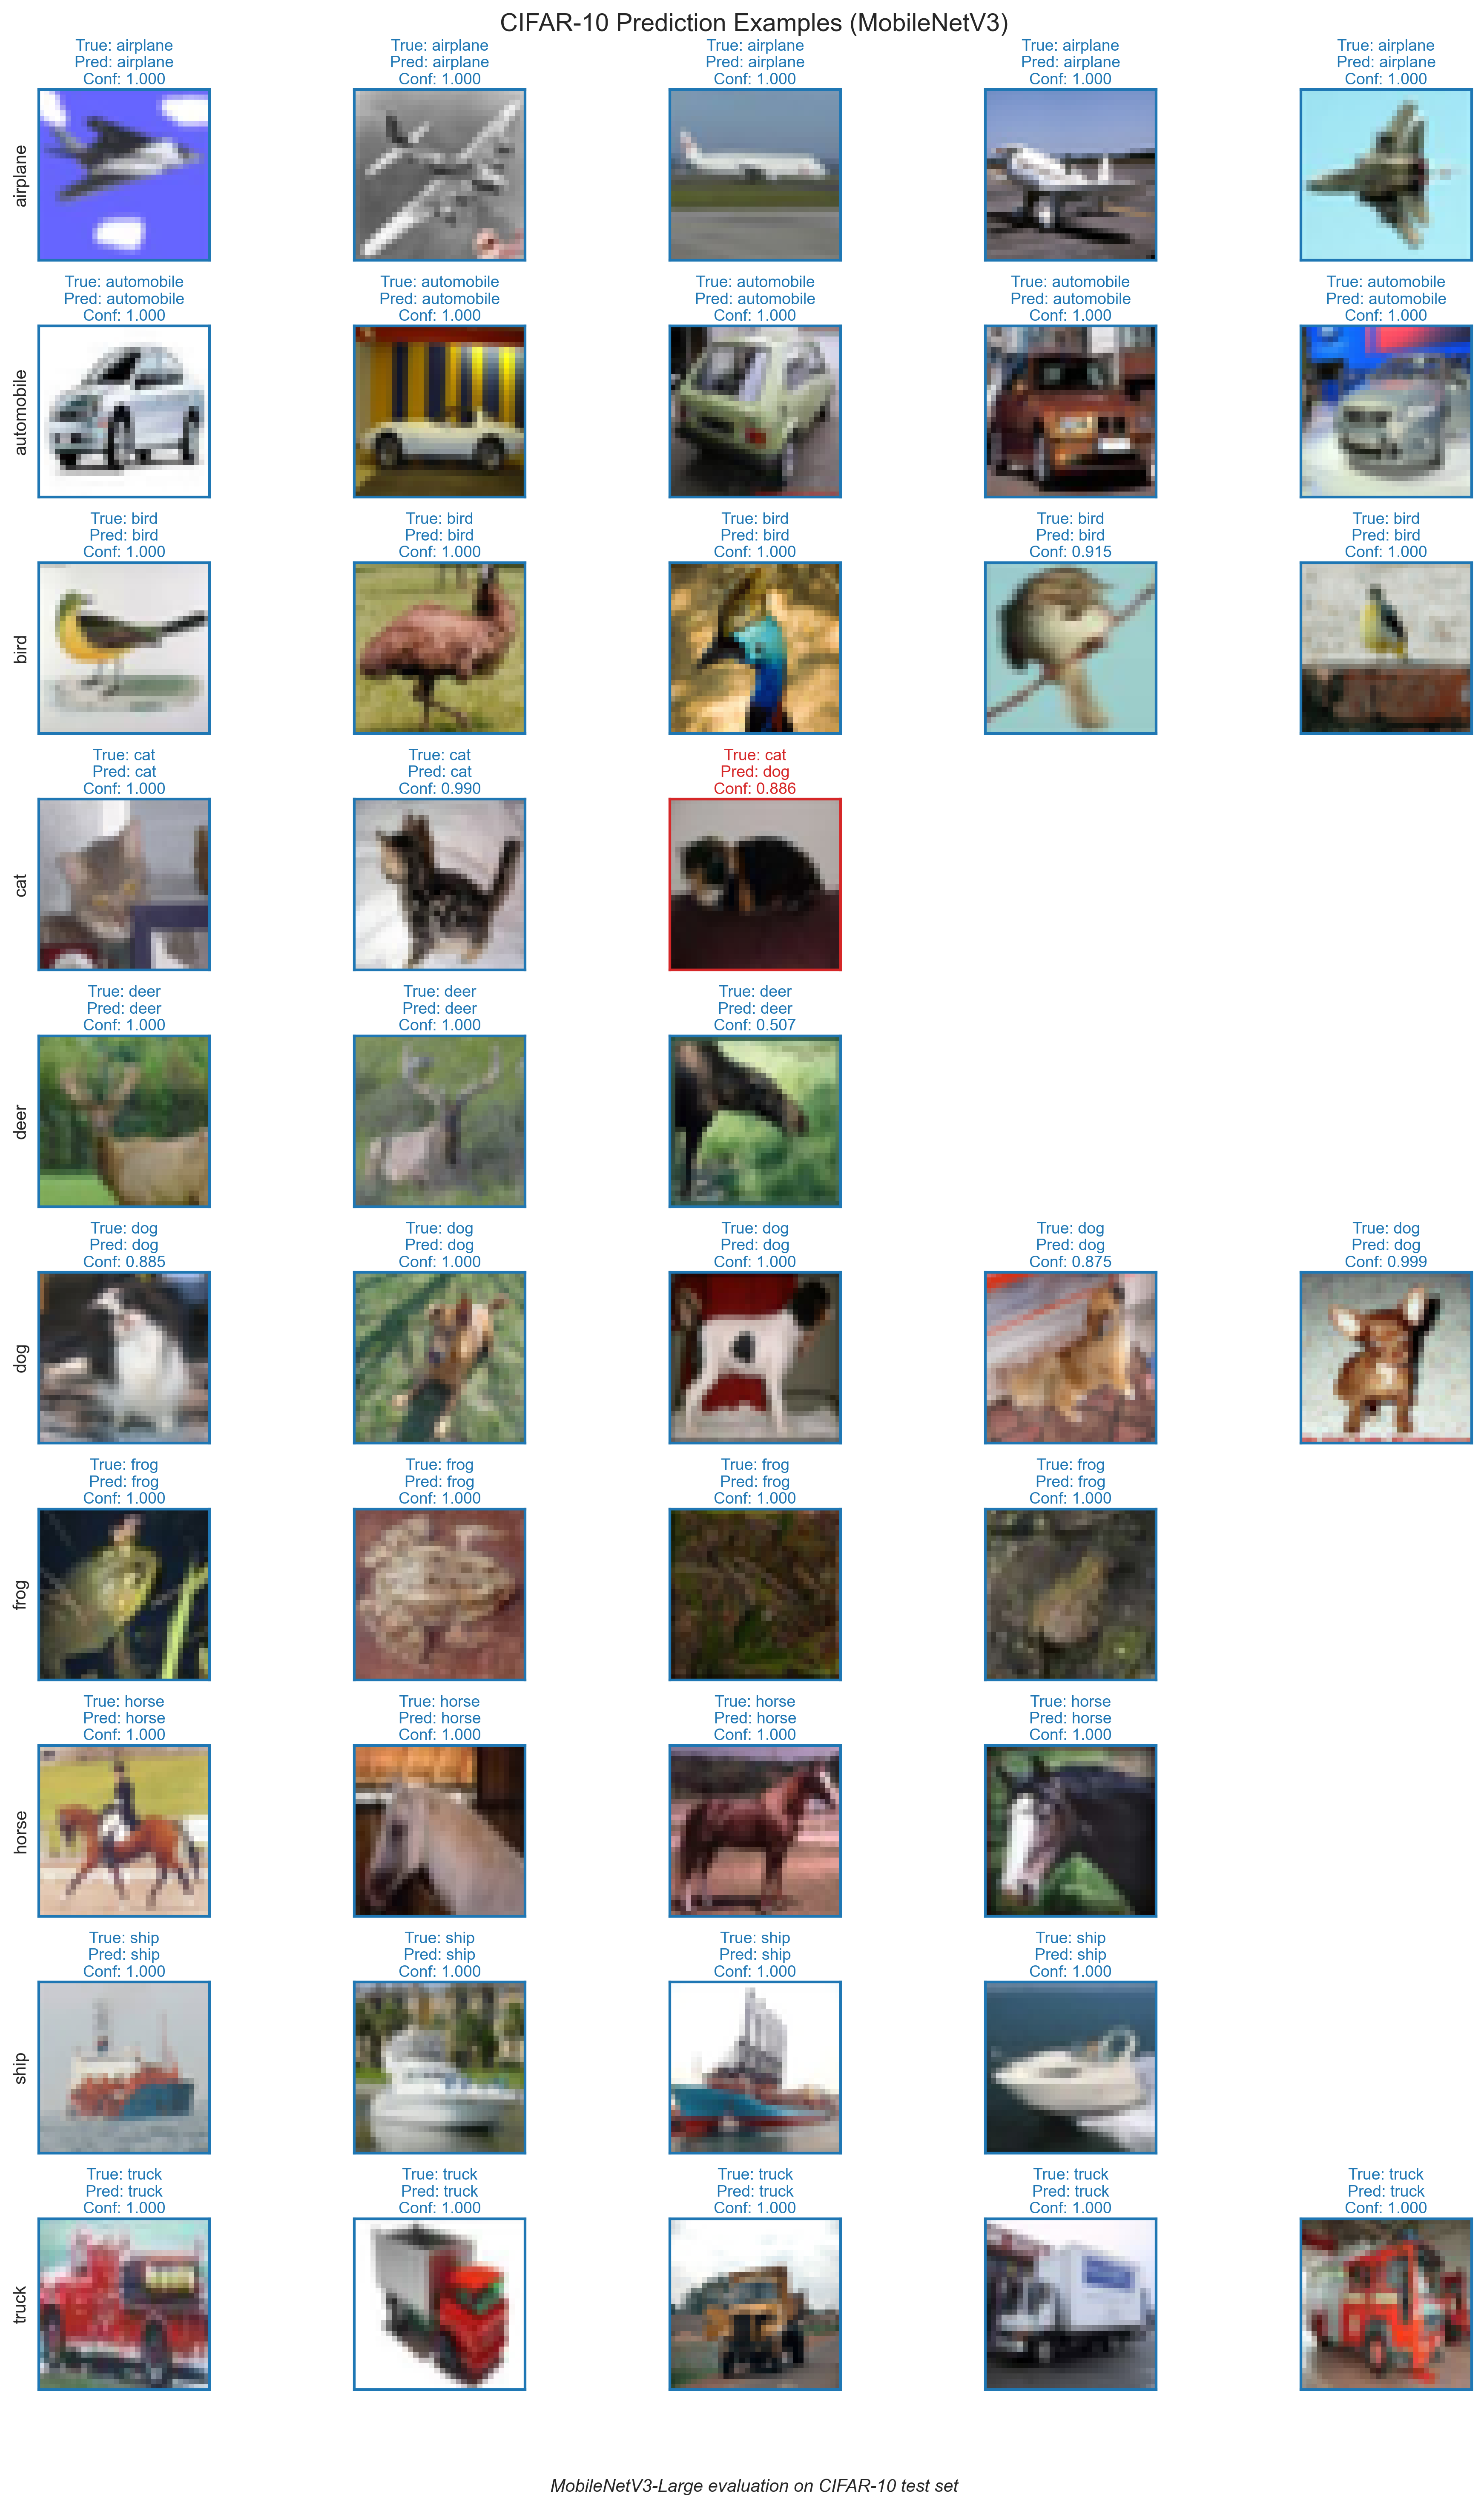 CIFAR-10 Prediction Examples (MobileNetV3)
True: airplane
Pred: airplane
Conf: 1.000
True: airplane
Pred: airplane
Conf: 1.000
True: airplane
Pred: airplane
Conf: 1.000
True: airplane
Pred: airplane
Conf: 1.000
True: airplane
Pred: airplane
Conf: 1.000
airplane
True: automobile
Pred: automobile
Conf: 1.000
True: automobile
Pred: automobile
Conf: 1.000
True: automobile
Pred: automobile
Conf: 1.000
True: automobile
Pred: automobile
Conf: 1.000
True: automobile
Pred: automobile
Conf: 1.000
automobile
True: bird
Pred: bird
Conf: 1.000
True: bird
Pred: bird
Conf: 1.000
True: bird
Pred: bird
Conf: 1.000
True: bird
Pred: bird
Conf: 0.915
True: bird
Pred: bird
Conf: 1.000
bird
True: cat
Pred: cat
Conf: 1.000
True: cat
Pred: cat
Conf: 0.990
True: cat
Pred: dog
Conf: 0.886
cat
True: deer
Pred: deer
Conf: 1.000
True: deer
Pred: deer
Conf: 1.000
True: deer
Pred: deer
Conf: 0.507
deer
True: dog
Pred: dog
Conf: 0.885
True: dog
Pred: dog
Conf: 1.000
True: dog
Pred: dog
Conf: 1.000
True: dog
Pred: dog
Conf: 0.875
True: dog
Pred: dog
Conf: 0.999
dog
True: frog
Pred: frog
Conf: 1.000
True: frog
Pred: frog
Conf: 1.000
True: frog
Pred: frog
Conf: 1.000
True: frog
Pred: frog
Conf: 1.000
frog
True: horse
Pred: horse
Conf: 1.000
True: horse
Pred: horse
Conf: 1.000
True: horse
Pred: horse
Conf: 1.000
True: horse
Pred: horse
Conf: 1.000
horse
True: ship
Pred: ship
Conf: 1.000
True: ship
Pred: ship
Conf: 1.000
True: ship
Pred: ship
Conf: 1.000
True: ship
Pred: ship
Conf: 1.000
ship
True: truck
Pred: truck
Conf: 1.000
True: truck
Pred: truck
Conf: 1.000
True: truck
Pred: truck
Conf: 1.000
True: truck
Pred: truck
Conf: 1.000
True: truck
Pred: truck
Conf: 1.000
truck
MobileNetV3-Large evaluation on CIFAR-10 test set